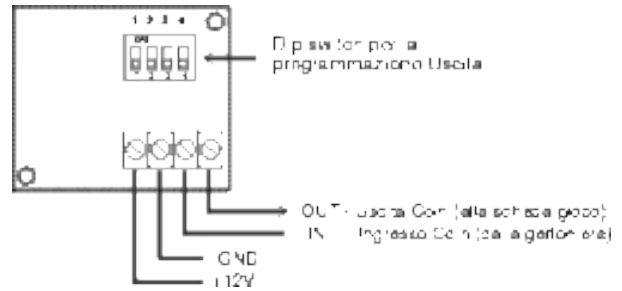 1 2 3 4
ON
Dip switch per la
programmazione Uscita
OUT - Uscita Coin (alla scheda gioco)
IN - Ingresso Coin (dalla gettoniera)
GND
+12V